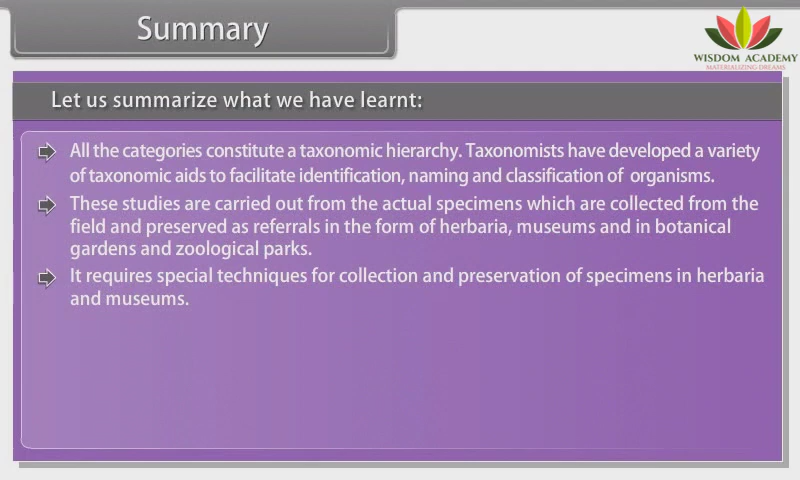 Summary
WISDOM ACADEMY
MATERIALIZING DREAMS
Let us summarize what we have learnt:
All the categories constitute a taxonomic hierarchy. Taxonomists have developed a variety
of taxonomic aids to facilitate identification, naming and classification of organisms.
These studies are carried out from the actual specimens which are collected from the
field and preserved as referrals in the form of herbaria, museums and in botanical
gardens and zoological parks.
It requires special techniques for collection and preservation of specimens in herbaria
and museums.